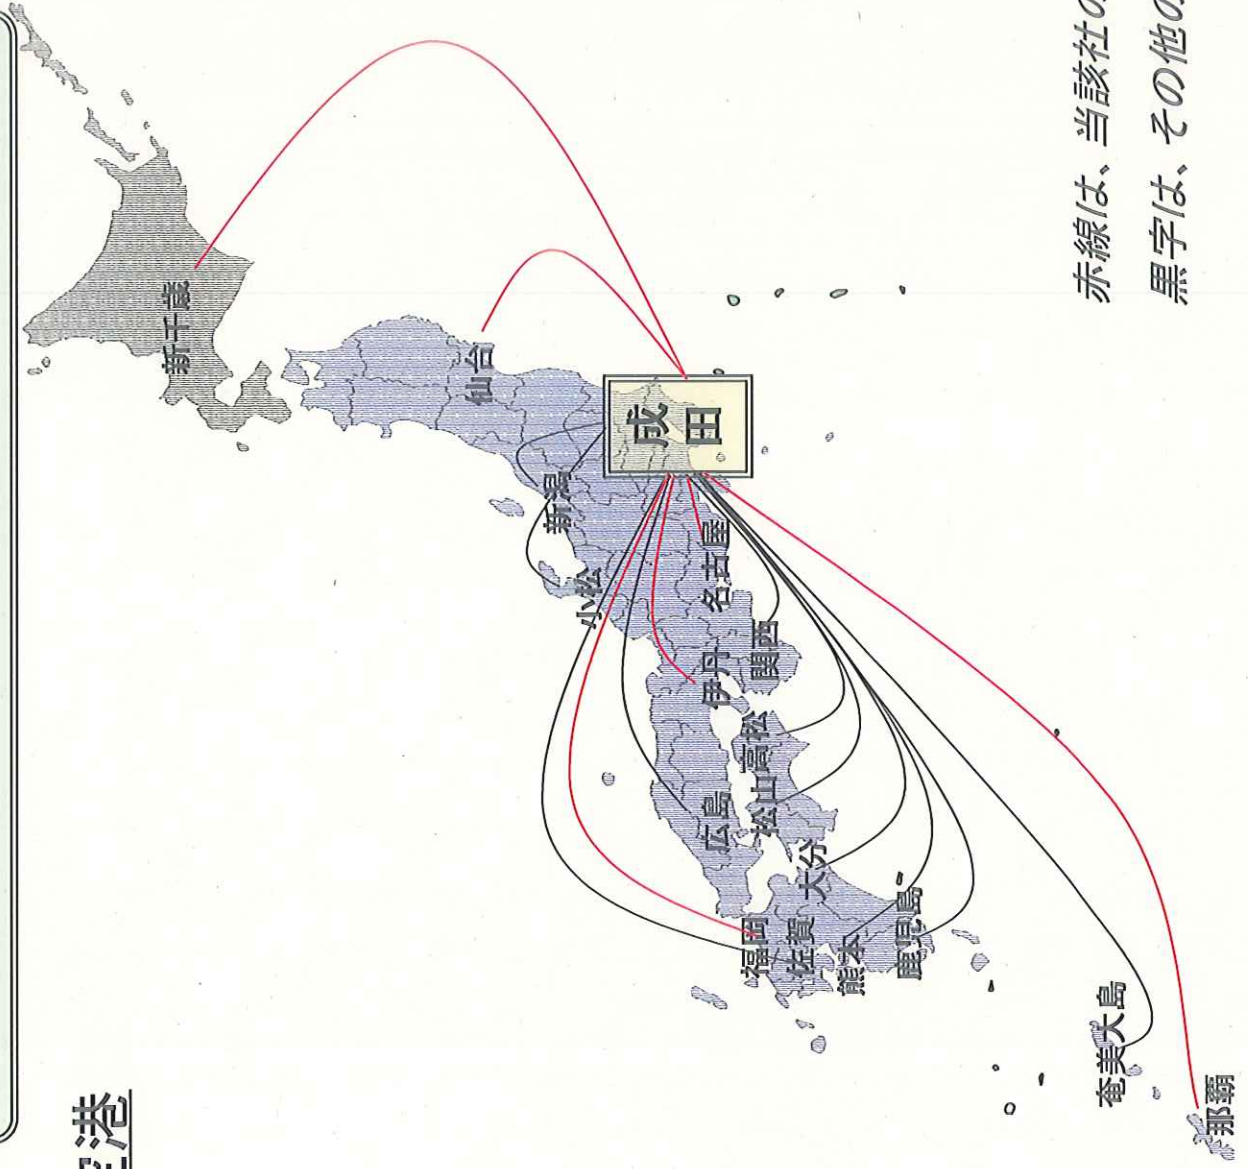 空港
新千歳
仙台
成
田
新潟
小松
名古屋
関西
伊丹
高松
松山
広島
大分
福岡
佐賀
熊本
鹿児島
奄美大島
那覇
赤線は、当該社の
黒字は、その他の